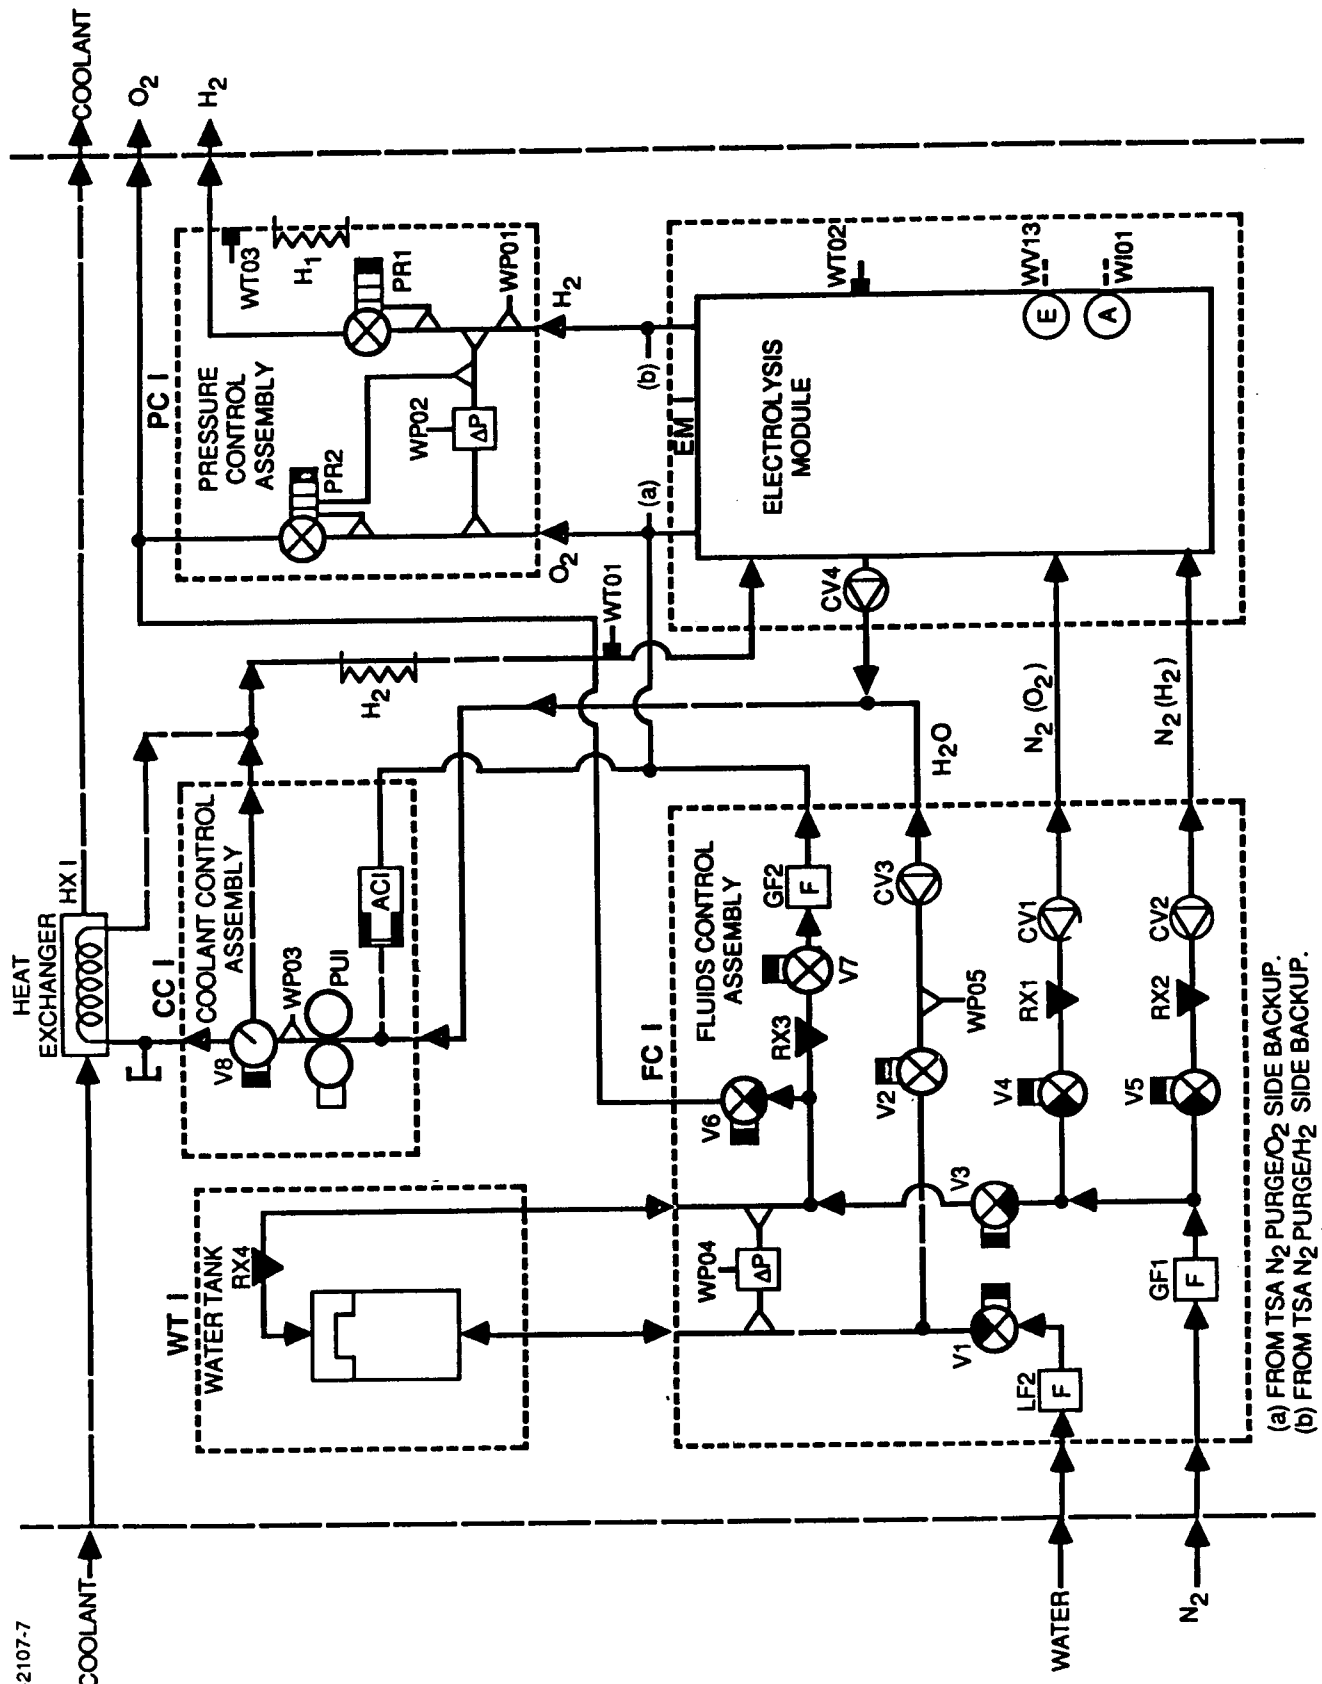 2107-7
COOLANT
HEAT
EXCHANGER
HX I
COOLANT
O2
H2
CC I
COOLANT CONTROL
ASSEMBLY
V8
WP03
PUI
ACI
H2
WT01
PC I
PRESSURE
CONTROL
ASSEMBLY
PR2
WP02
ΔP
WT03
H1
PR1
WP01
O2
H2
WT I
WATER TANK
RX4
FC I
FLUIDS CONTROL
ASSEMBLY
WP04
ΔP
V6
RX3
V7
GF2
F
V1
V3
V2
WP05
CV3
H2O
LF2
F
V4
RX1
CV1
N2 (O2)
GF1
F
V5
RX2
CV2
N2 (H2)
WATER
N2
EM I
(a)
(b)
CV4
ELECTROLYSIS
MODULE
WT02
E
WV13
A
WI01
(a) FROM TSA N2 PURGE/O2 SIDE BACKUP.
(b) FROM TSA N2 PURGE/H2 SIDE BACKUP.